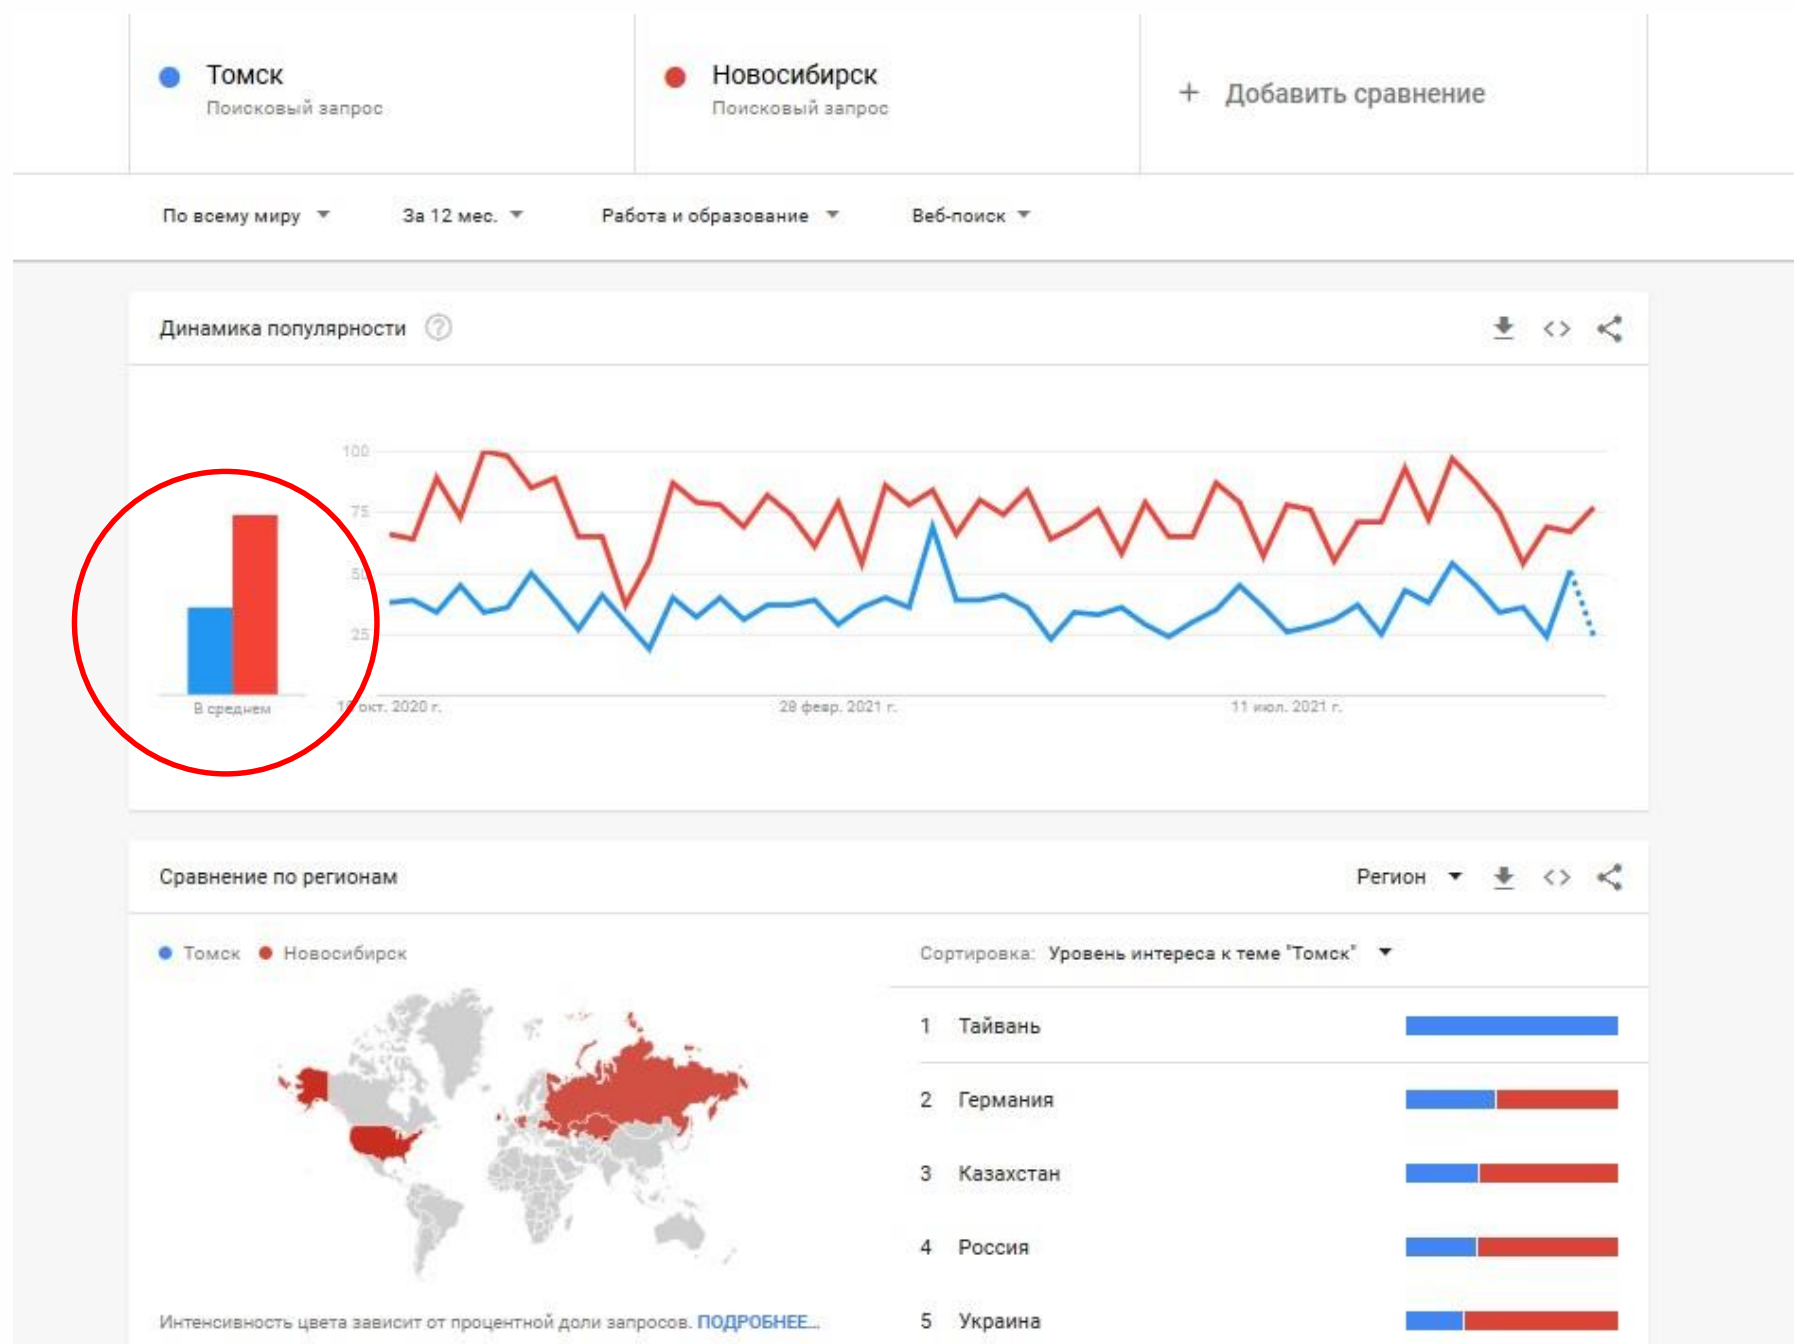 Томск
Поисковый запрос
Новосибирск
Поисковый запрос
+ Добавить сравнение
По всему миру
За 12 мес.
Работа и образование
Веб-поиск
Динамика популярности ?
100
75
50
25
В среднем
окт. 2020 г.
28 февр. 2021 г.
11 июл. 2021 г.
Сравнение по регионам
Регион
Томск
Новосибирск
Сортировка: Уровень интереса к теме "Томск"
1 Тайвань
2 Германия
3 Казахстан
4 Россия
5 Украина
Интенсивность цвета зависит от процентной доли запросов. ПОДРОБНЕЕ...